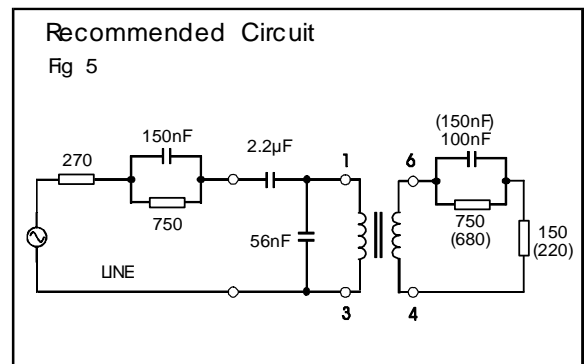 Recommended Circuit
Fig 5
(150nF)
150nF
100nF
2.2µF
1
6
270
750
56nF
750
(680)
150
(220)
LINE
3
4